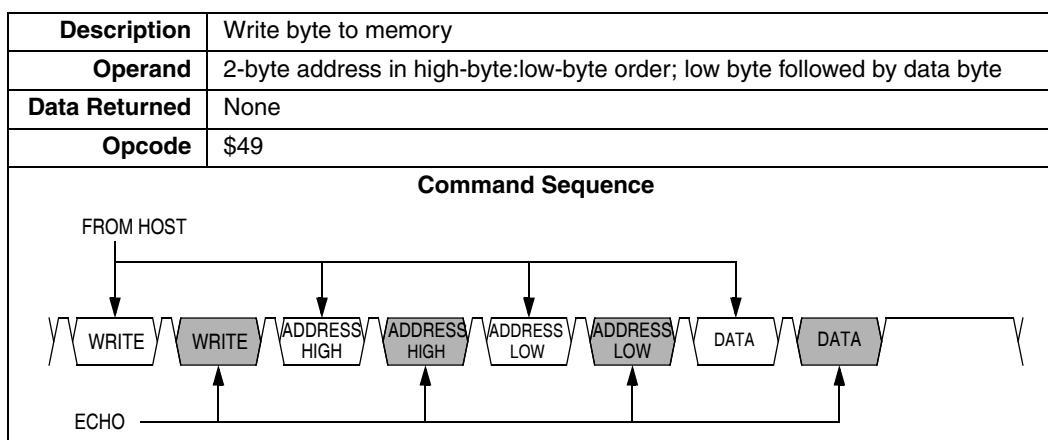 Description Write byte to memory
Operand 2-byte address in high-byte:low-byte order; low byte followed by data byte
Data Returned None
Opcode $49
Command Sequence
FROM HOST
WRITE WRITE ADDRESS HIGH ADDRESS HIGH ADDRESS LOW ADDRESS LOW DATA DATA
ECHO